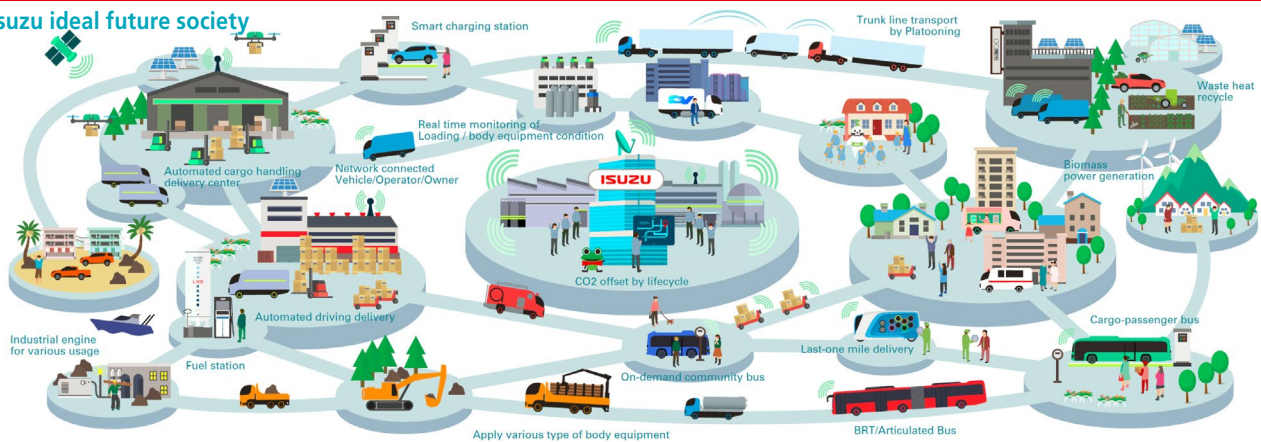 suzu ideal future society
Smart charging station
Trunk line transport
by Platooning
Waste heat
recycle
EV
Real time monitoring of
Loading / body equipment condition
Automated cargo handling
delivery center
Network connected
Vehicle/Operator/Owner
ISUZU
Biomass
power generation
CO2 offset by lifecycle
LNG
Automated driving delivery
Industrial engine
for various usage
Fuel station
On-demand community bus
Last-one mile delivery
Cargo-passenger bus
Apply various type of body equipment
BRT/Articulated Bus